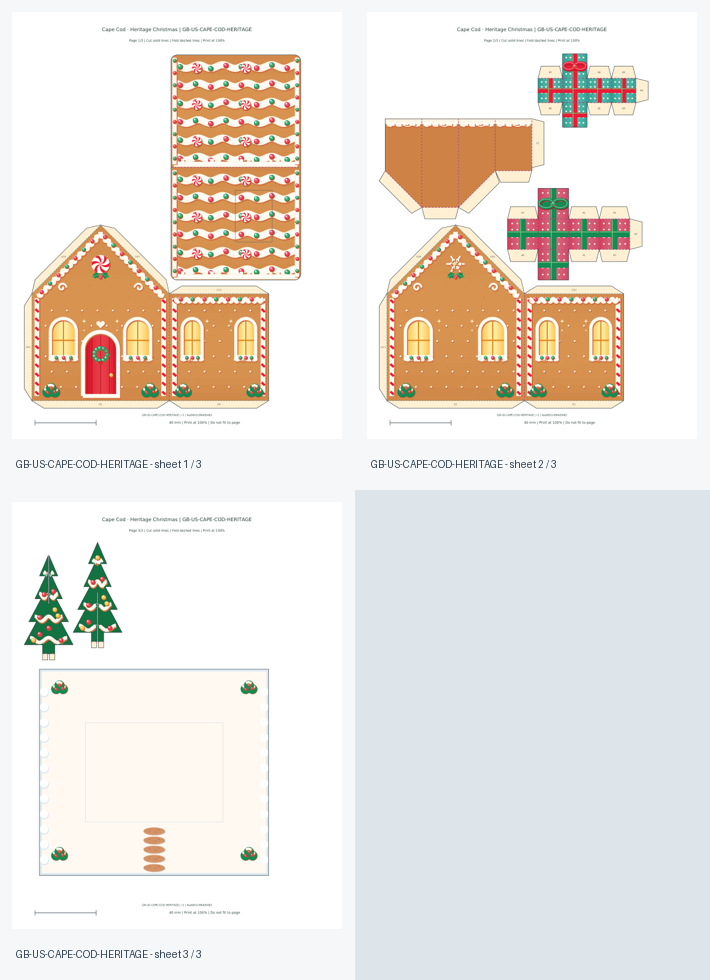 Cape Cod · Heritage Christmas | GB-US-CAPE-COD-HERITAGE
Page 1/3 | Cut solid lines | Fold dashed lines | Print at 100%
40 mm | Print at 100% | Do not fit to page
GB-US-CAPE-COD-HERITAGE - sheet 1 / 3
Cape Cod · Heritage Christmas | GB-US-CAPE-COD-HERITAGE
Page 2/3 | Cut solid lines | Fold dashed lines | Print at 100%
40 mm | Print at 100% | Do not fit to page
GB-US-CAPE-COD-HERITAGE - sheet 2 / 3
Cape Cod · Heritage Christmas | GB-US-CAPE-COD-HERITAGE
Page 3/3 | Cut solid lines | Fold dashed lines | Print at 100%
40 mm | Print at 100% | Do not fit to page
GB-US-CAPE-COD-HERITAGE - sheet 3 / 3